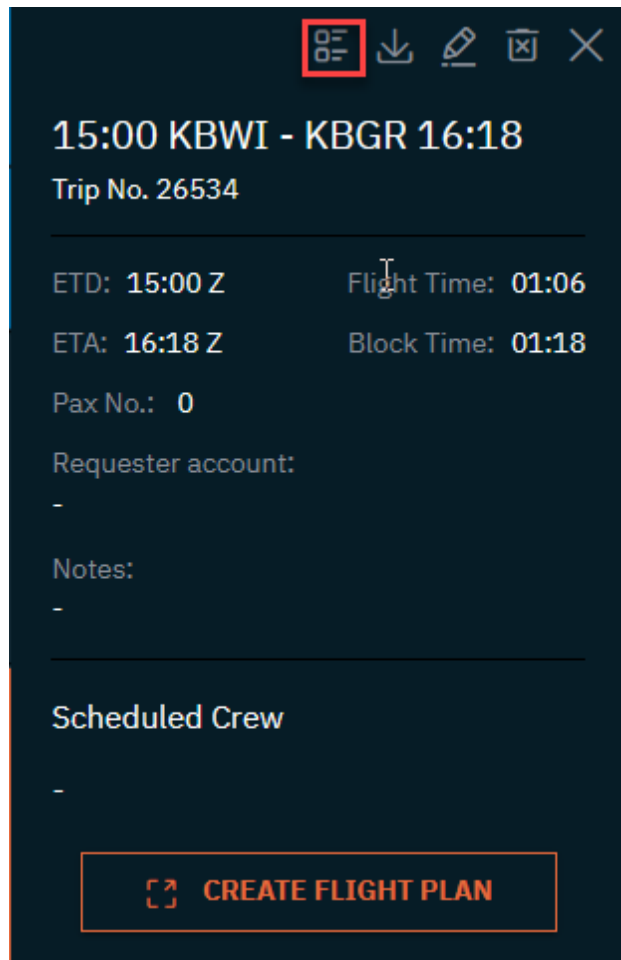 15:00 KBWI - KBGR 16:18
Trip No. 26534
ETD: 15:00 Z Flight Time: 01:06
ETA: 16:18 Z Block Time: 01:18
Pax No.: 0
Requester account:
-
Notes:
-
Scheduled Crew
-
CREATE FLIGHT PLAN